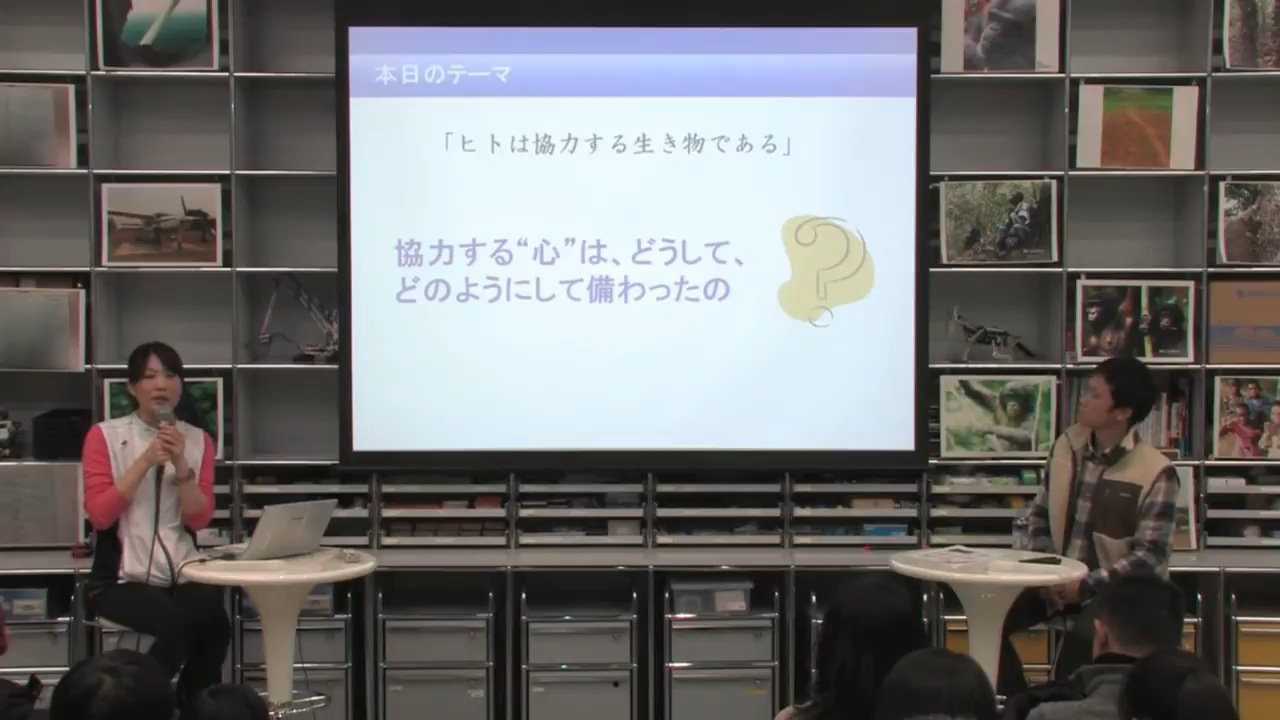 本日のテーマ
「ヒトは協力する生き物である」
協力する“心”は、どうして、
どのようにして備わったの
?